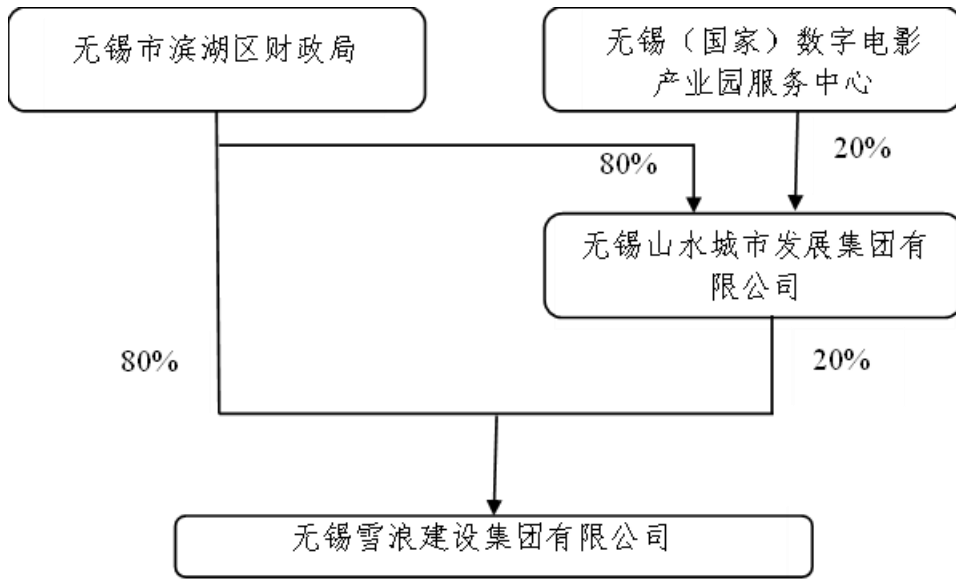 无锡市滨湖区财政局
无锡（国家）数字电影
产业园服务中心
80%
20%
无锡山水城市发展集团有
限公司
80%
20%
无锡雪浪建设集团有限公司